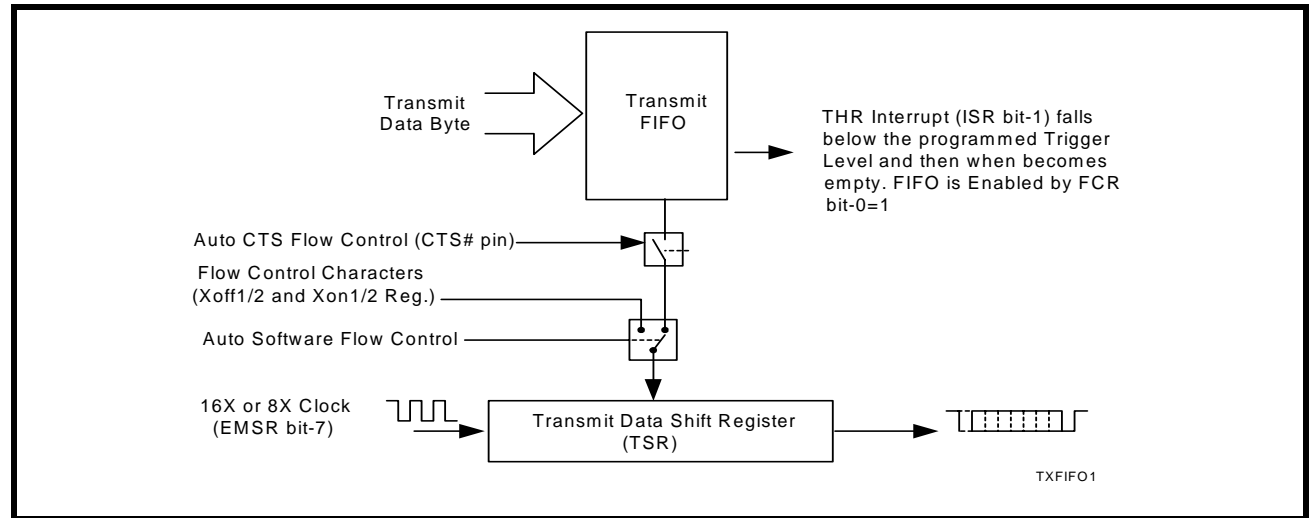 Transmit
Data Byte
Transmit
FIFO
THR Interrupt (ISR bit-1) falls
below the programmed Trigger
Level and then when becomes
empty. FIFO is Enabled by FCR
bit-0=1
Auto CTS Flow Control (CTS# pin)
Flow Control Characters
(Xoff1/2 and Xon1/2 Reg.)
Auto Software Flow Control
16X or 8X Clock
(EMSR bit-7)
Transmit Data Shift Register
(TSR)
TXFIFO1